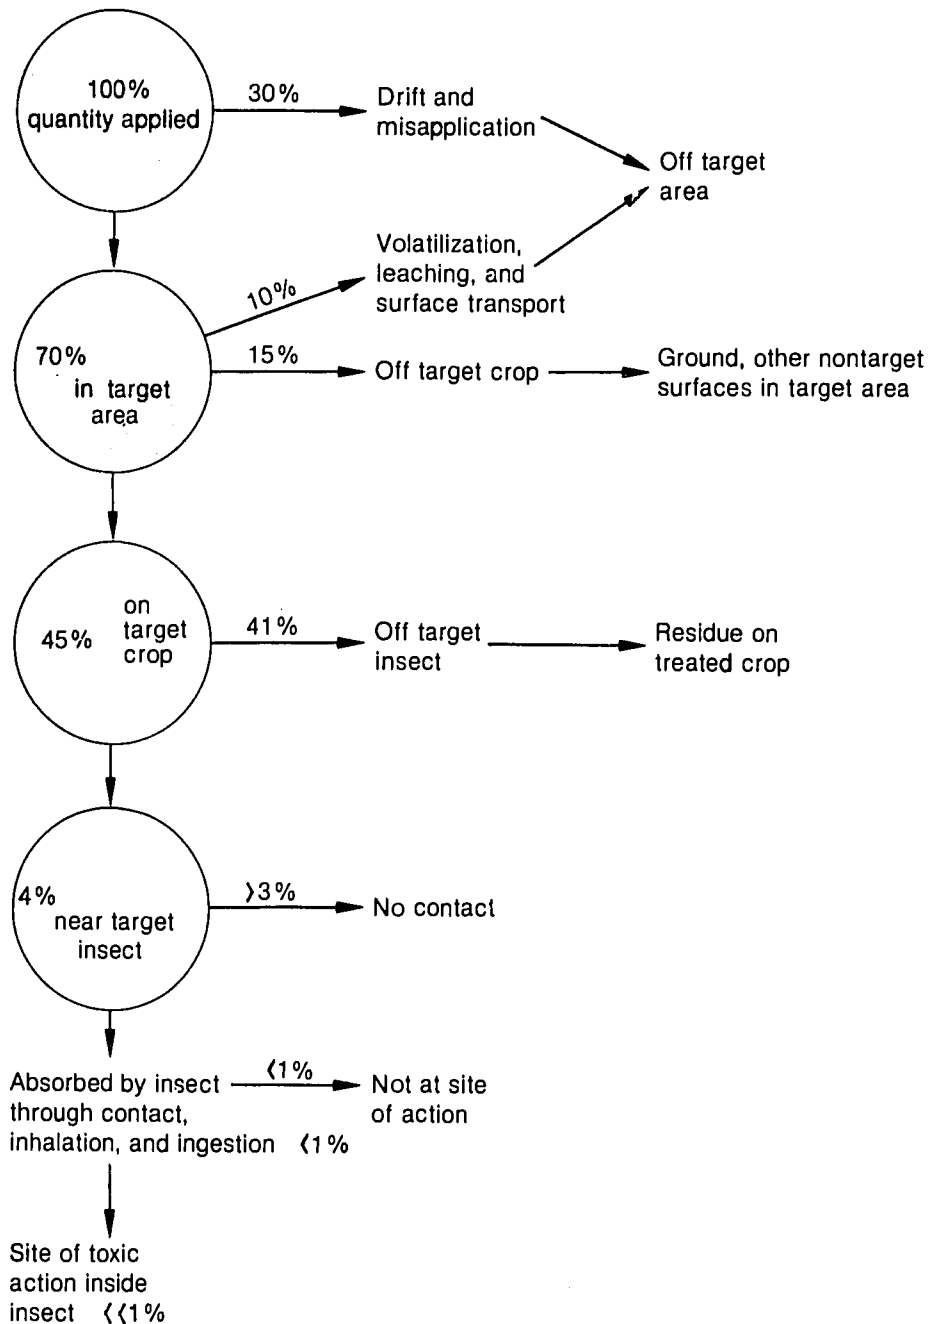 100%
quantity applied
30%
Drift and
misapplication
Off target
area
Volatilization,
leaching, and
surface transport
10%
70%
in target
area
15%
Off target crop
Ground, other nontarget
surfaces in target area
45%
on
target
crop
41%
Off target
insect
Residue on
treated crop
4%
near target
insect
>3%
No contact
Absorbed by insect
through contact,
inhalation, and ingestion <1%
<1%
Not at site
of action
Site of toxic
action inside
insect <<1%